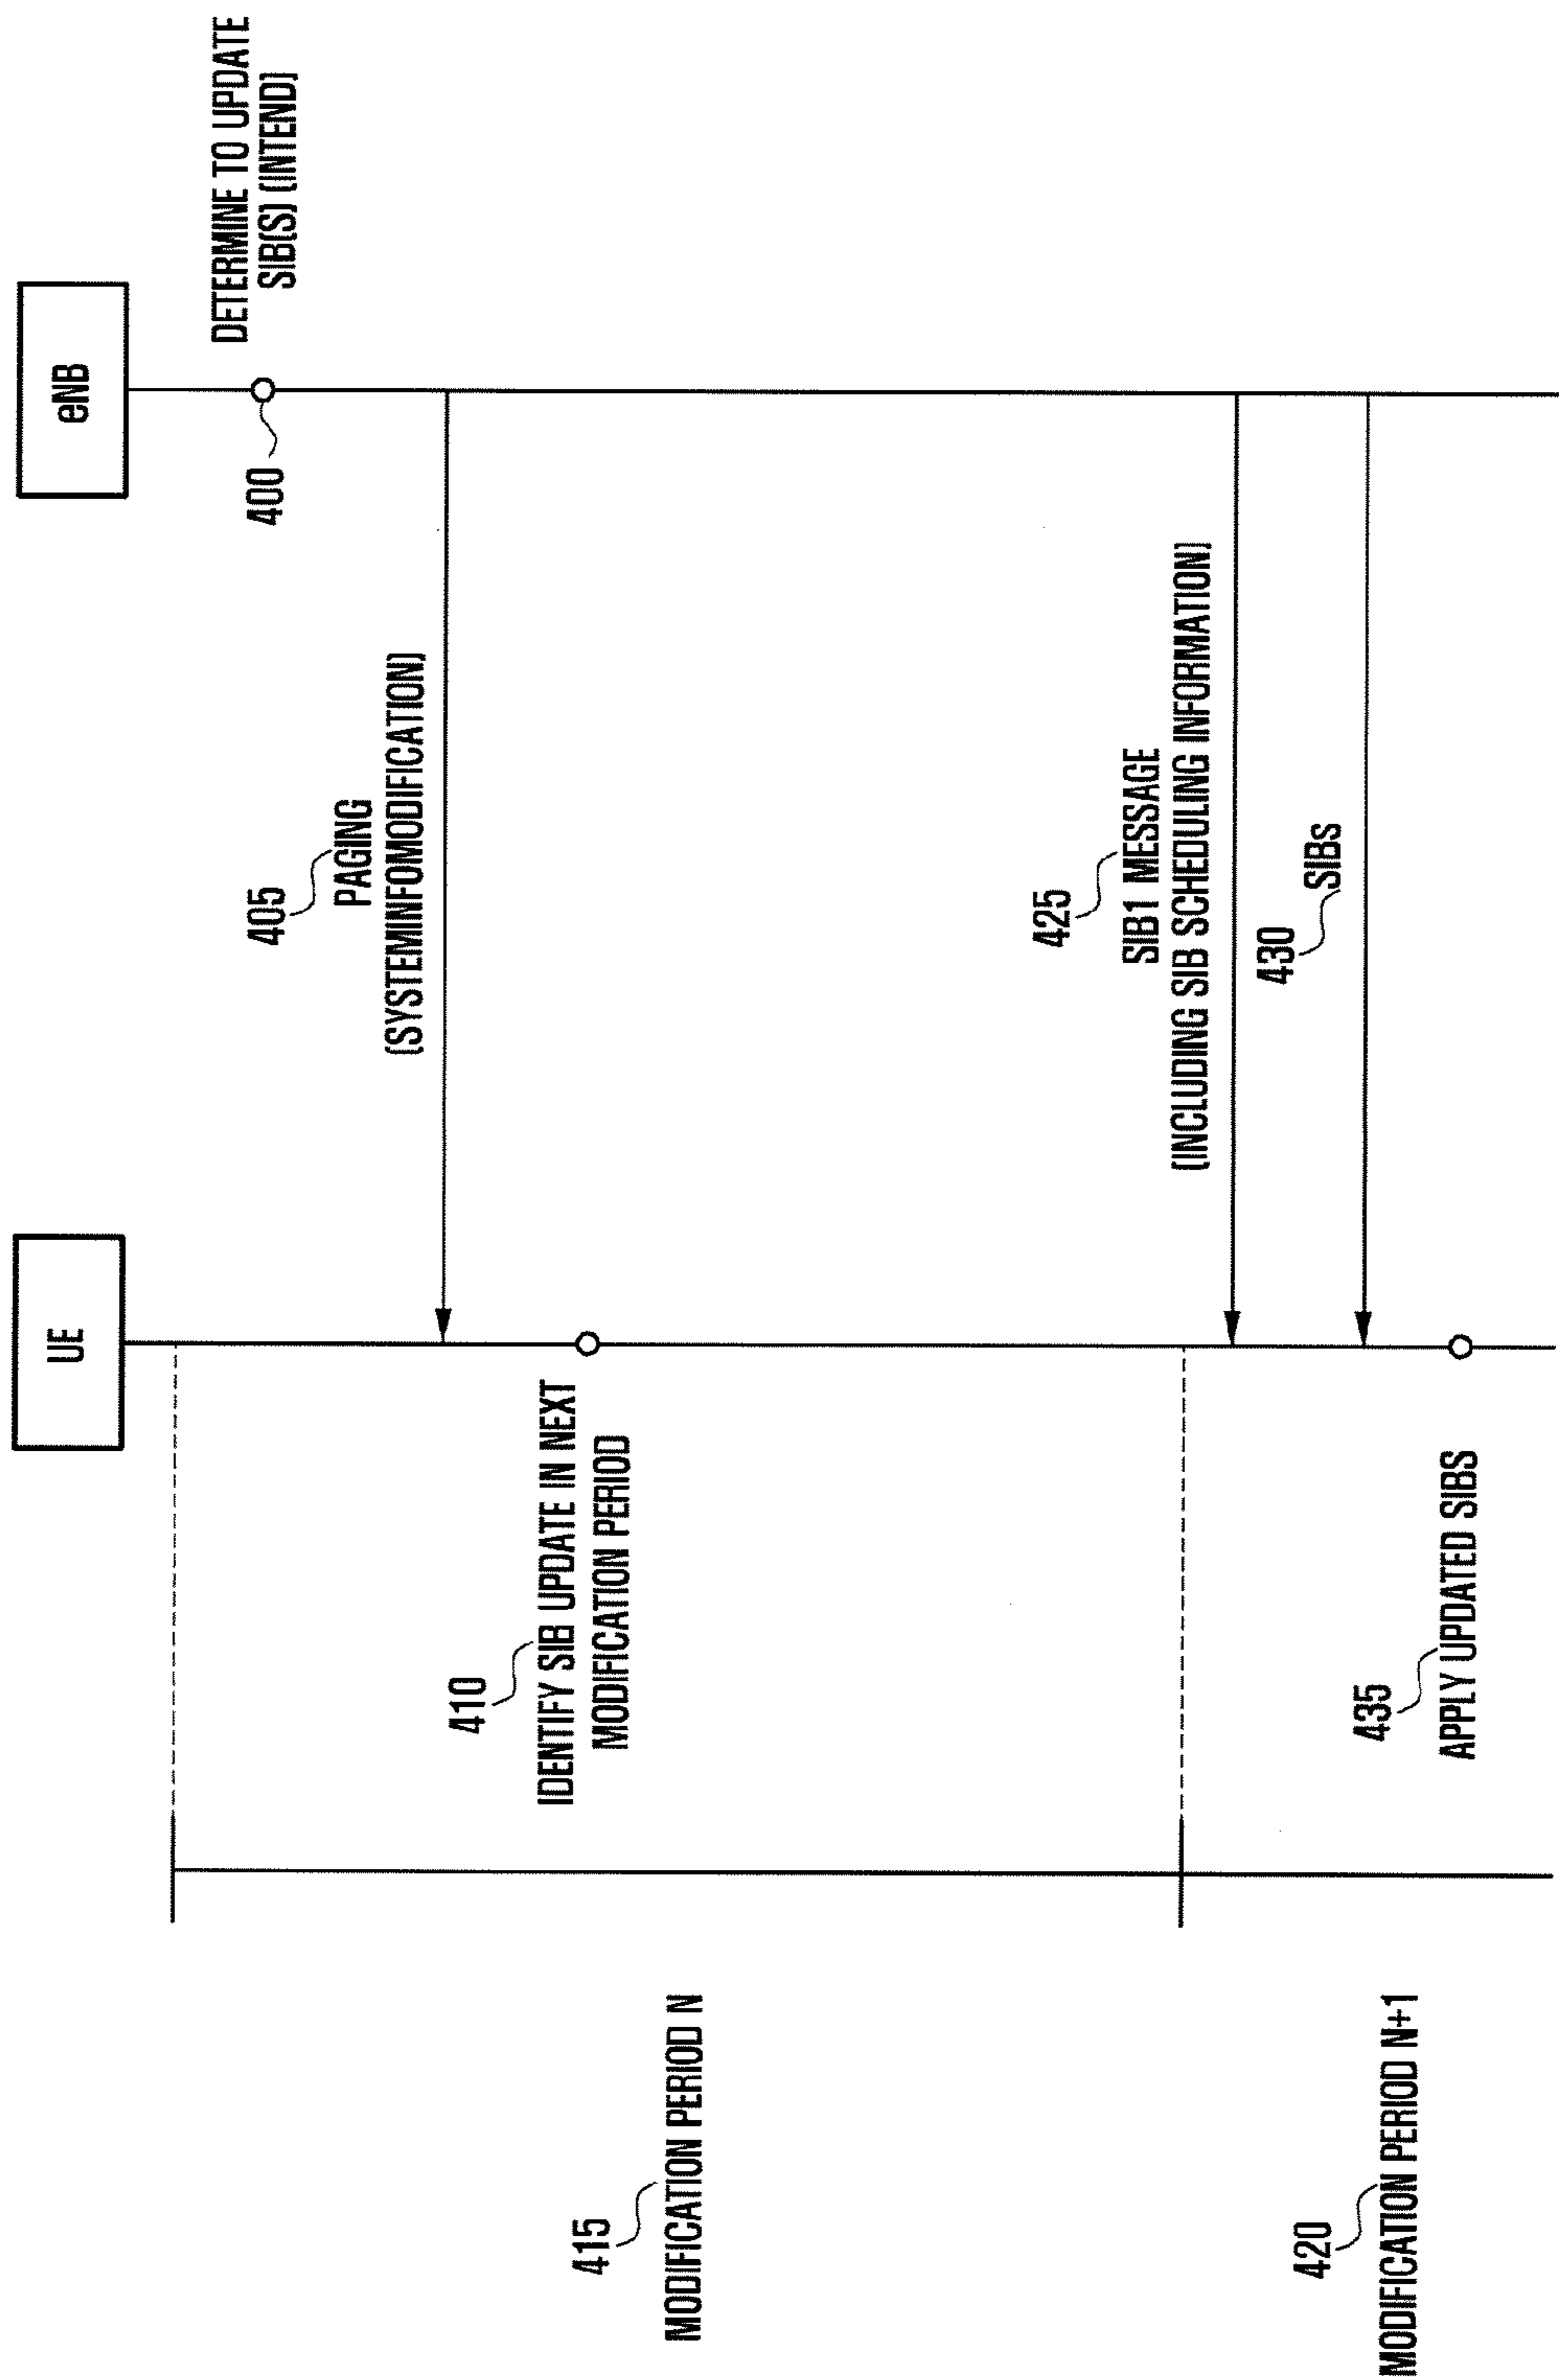 UE
eNB
400
DETERMINE TO UPDATE
SIB(S) (INTEND)
405
PAGING
(SYSTEMINFOMODIFICATION)
410
IDENTIFY SIB UPDATE IN NEXT
MODIFICATION PERIOD
415
MODIFICATION PERIOD N
425
SIB1 MESSAGE
(INCLUDING SIB SCHEDULING INFORMATION)
430
SIBs
435
APPLY UPDATED SIBS
420
MODIFICATION PERIOD N+1